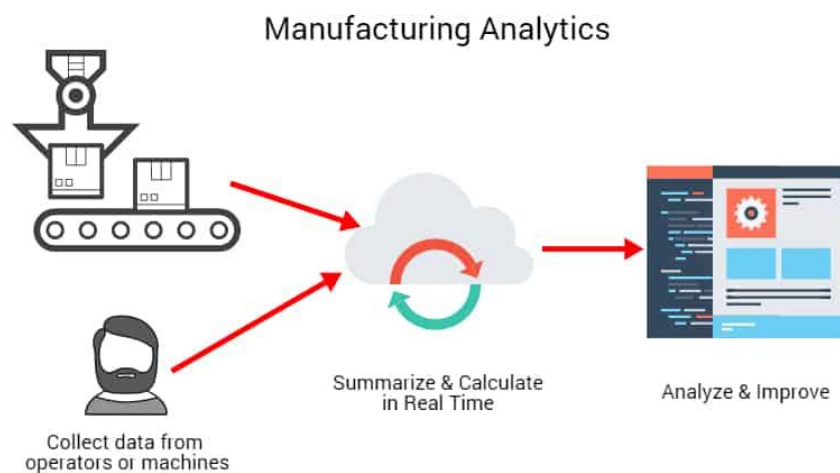 Manufacturing Analytics
Collect data from
operators or machines
Summarize & Calculate
in Real Time
Analyze & Improve